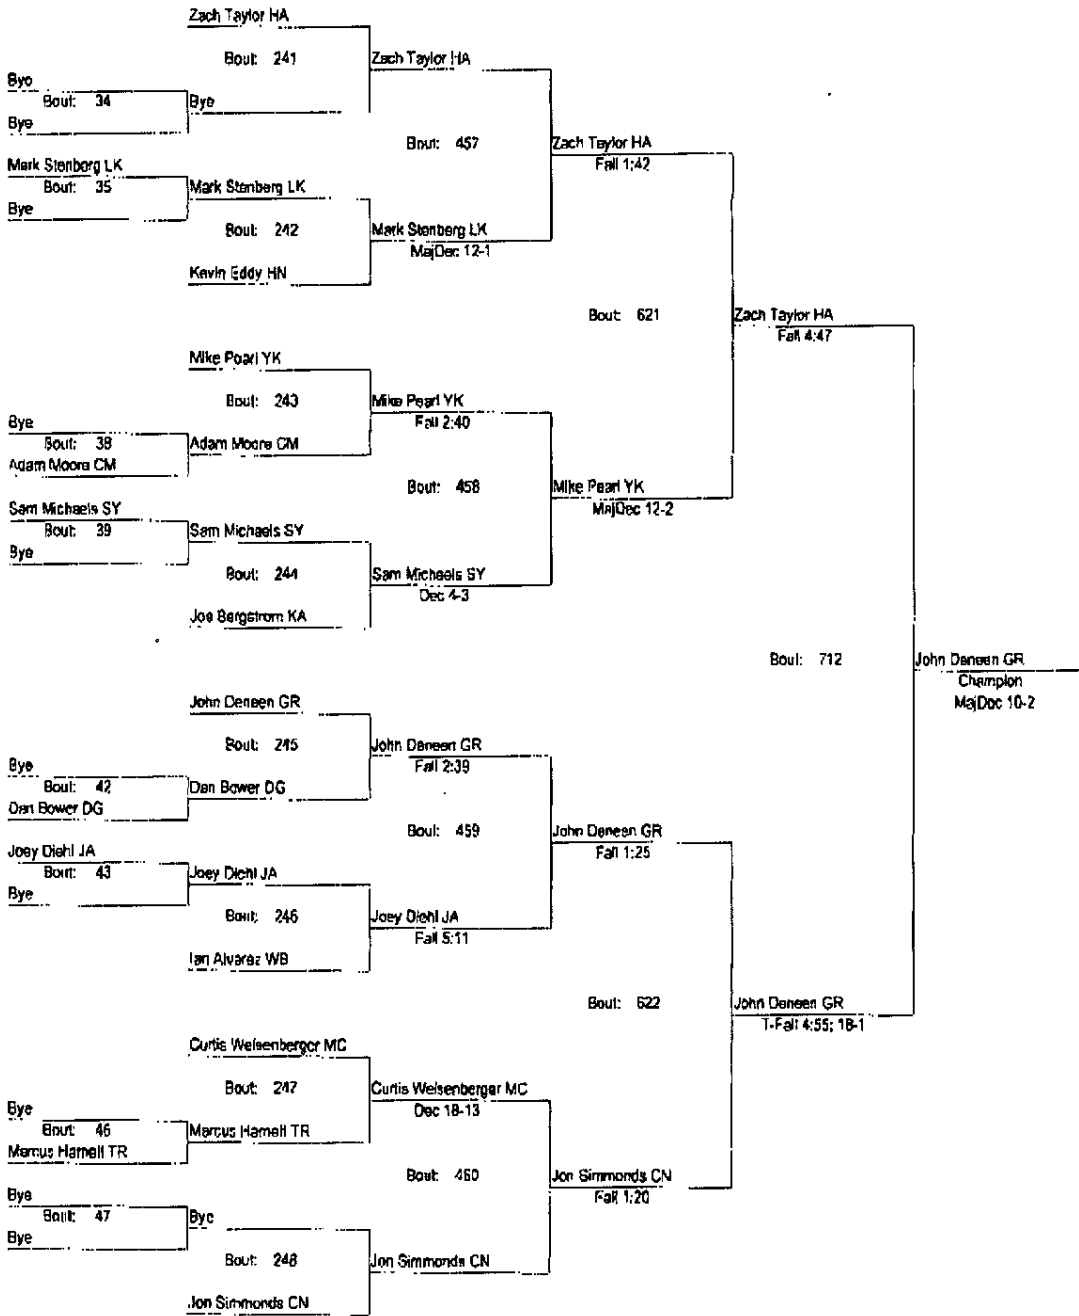 Zach Taylor HA
Bout: 241
Zach Taylor HA
Bye
Bout: 34
Bye
Bye
Bout: 457
Zach Taylor HA
Fall 1:42
Mark Stenberg LK
Bout: 35
Mark Stenberg LK
Bye
Bout: 242
Mark Stenberg LK
MajDec 12-1
Kevin Eddy HN
Bout: 621
Zach Taylor HA
Fall 4:47
Mike Pearl YK
Bout: 243
Mike Pearl YK
Fall 2:40
Bye
Bout: 38
Adam Moore CM
Adam Moore CM
Bout: 458
Mike Pearl YK
MajDec 12-2
Sam Michaels SY
Bout: 39
Sam Michaels SY
Bye
Bout: 244
Sam Michaels SY
Dec 4-3
Joe Bergstrom KA
Bout: 712
John Deneen GR
Champion
MajDec 10-2
John Deneen GR
Bout: 245
John Deneen GR
Fall 2:39
Bye
Bout: 42
Dan Bower DG
Dan Bower DG
Bout: 459
John Deneen GR
Fall 1:25
Joey Diehl JA
Bout: 43
Joey Diehl JA
Bye
Bout: 246
Joey Diehl JA
Fall 5:11
Ian Alvarez WB
Bout: 622
John Deneen GR
T-Fall 4:55; 18-1
Curtis Weisenberger MC
Bout: 247
Curtis Weisenberger MC
Dec 18-13
Bye
Bout: 46
Marcus Harnell TR
Marcus Harnell TR
Bout: 460
Jon Simmonds CN
Fall 1:20
Bye
Bout: 47
Bye
Bye
Bout: 248
Jon Simmonds CN
Jon Simmonds CN